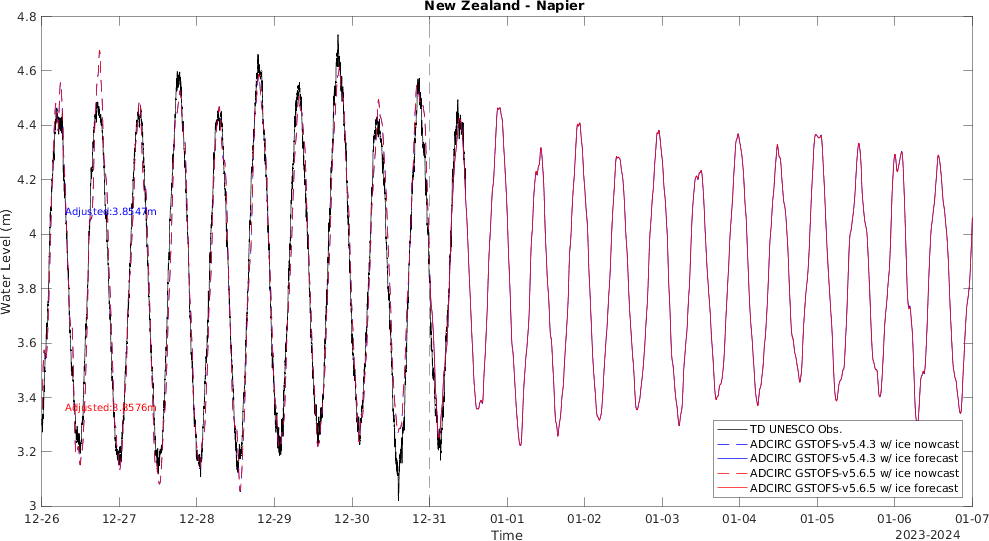 New Zealand - Napier
4.8
4.6
4.4
4.2
4
3.8
3.6
3.4
3.2
3
Water Level (m)
Adjusted:3.8547m
Adjusted:3.8576m
TD UNESCO Obs.
ADCIRC GSTOFS-v5.4.3 w/ ice nowcast
ADCIRC GSTOFS-v5.4.3 w/ ice forecast
ADCIRC GSTOFS-v5.6.5 w/ ice nowcast
ADCIRC GSTOFS-v5.6.5 w/ ice forecast
12-26 12-27 12-28 12-29 12-30 12-31 01-01 01-02 01-03 01-04 01-05 01-06 01-07
Time
2023-2024